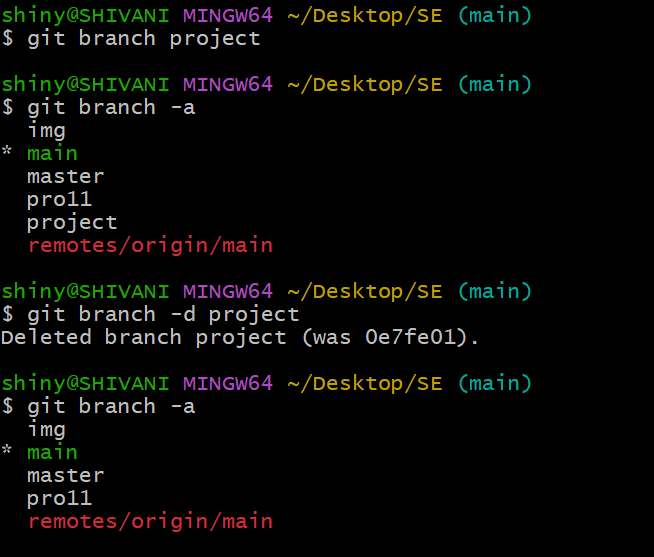 shiny@SHIVANI MINGW64 ~/Desktop/SE (main)
$ git branch project
shiny@SHIVANI MINGW64 ~/Desktop/SE (main)
$ git branch -a
  img
* main
  master
  pro11
  project
  remotes/origin/main
shiny@SHIVANI MINGW64 ~/Desktop/SE (main)
$ git branch -d project
Deleted branch project (was 0e7fe01).
shiny@SHIVANI MINGW64 ~/Desktop/SE (main)
$ git branch -a
  img
* main
  master
  pro11
  remotes/origin/main